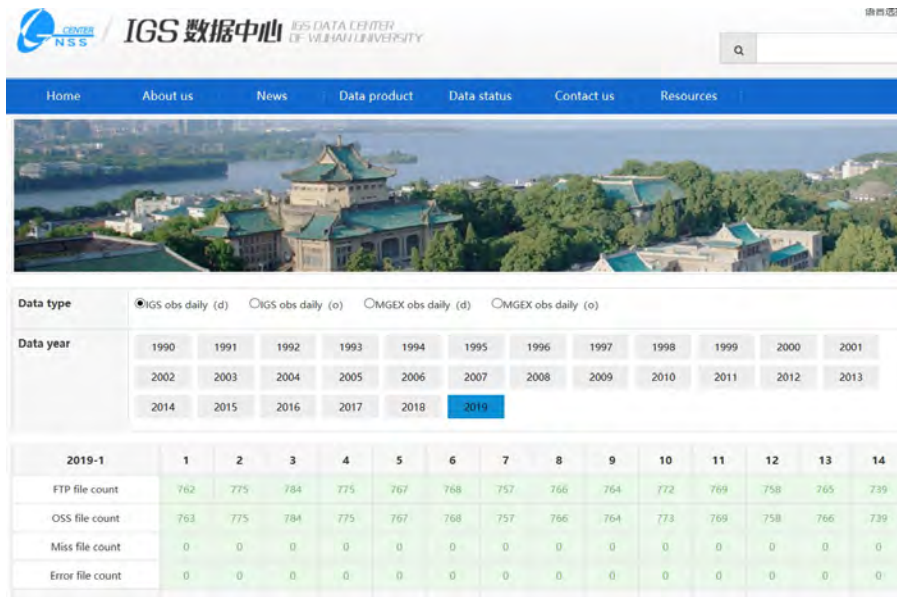 CENTER
NSS
IGS 数据中心 IGS DATA CENTER
OF WUHAN UNIVERSITY
语言选
Home About us News Data product Data status Contact us Resources
Data type IGS obs daily (d) IGS obs daily (o) MGEX obs daily (d) MGEX obs daily (o)
Data year 1990 1991 1992 1993 1994 1995 1996 1997 1998 1999 2000 2001
2002 2003 2004 2005 2006 2007 2008 2009 2010 2011 2012 2013
2014 2015 2016 2017 2018 2019
2019-1 1 2 3 4 5 6 7 8 9 10 11 12 13 14
FTP file count 762 775 784 775 767 768 757 766 764 772 769 758 765 739
OSS file count 763 775 784 775 767 768 757 766 764 773 769 758 766 739
Miss file count 0 0 0 0 0 0 0 0 0 0 0 0 0 0
Error file count 0 0 0 0 0 0 0 0 0 0 0 0 0 0